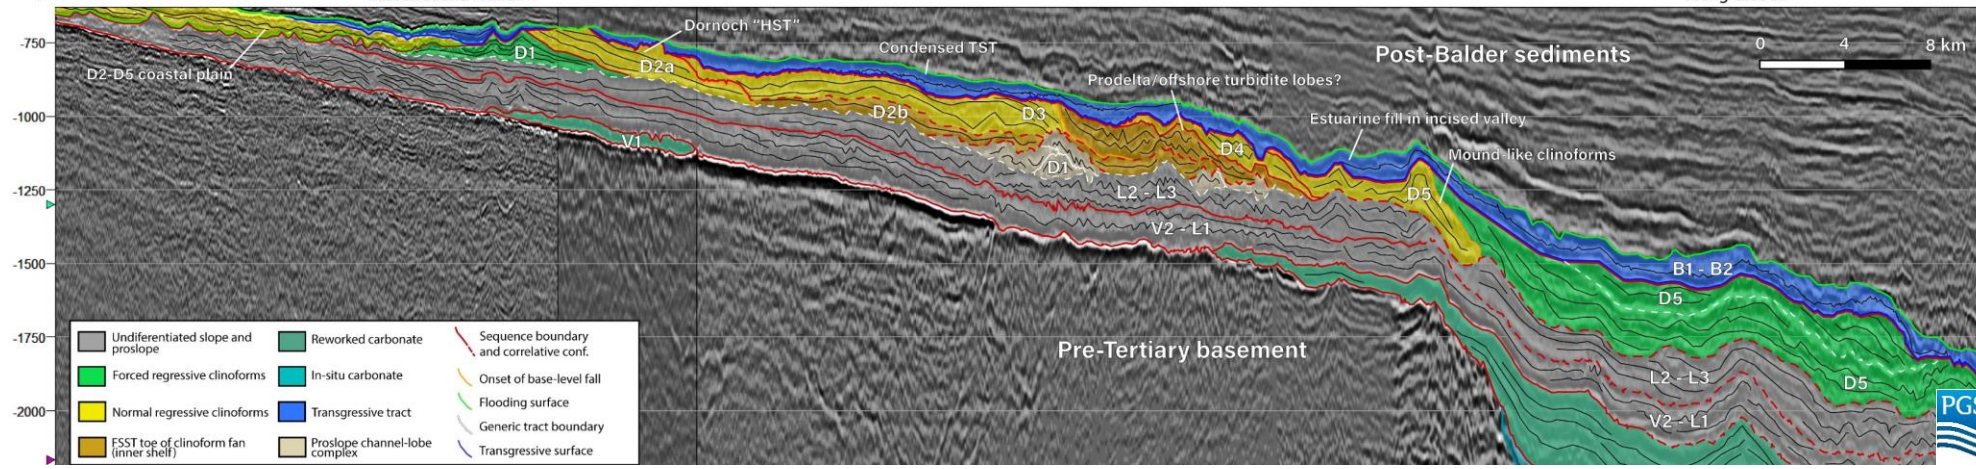 Post-Balder sediments
0 4 8 km
Dornoch "HST"
Condensed TST
Prodelta/offshore turbidite lobes?
Estuarine fill in incised valley
Mound-like clinoforms
D2-D5 coastal plain
D1
D2a
D2b
D3
D1
D4
D5
V1
L2 - L3
V2 - L1
B1 - B2
D5
L2 - L3
D5
V2 - L1
Pre-Tertiary basement
-750
-1000
-1250
-1500
-1750
-2000
Undiferentiated slope and
proslope
Forced regressive clinoforms
Normal regressive clinoforms
FSST toe of clinoform fan
(inner shelf)
Reworked carbonate
In-situ carbonate
Transgressive tract
Proslope channel-lobe
complex
Sequence boundary
and correlative conf.
Onset of base-level fall
Flooding surface
Generic tract boundary
Transgressive surface
PGS